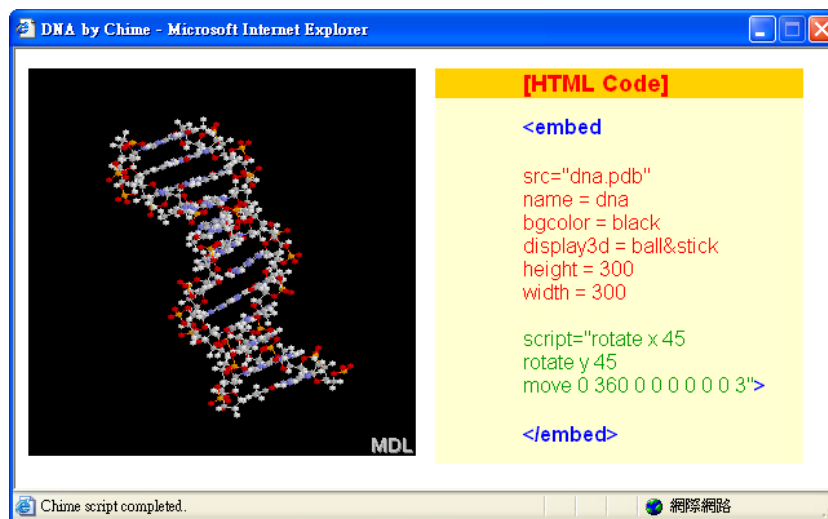 DNA by Chime - Microsoft Internet Explorer
MDL
[HTML Code]
<embed
src="dna.pdb"
name = dna
bgcolor = black
display3d = ball&stick
height = 300
width = 300
script="rotate x 45
rotate y 45
move 0 360 0 0 0 0 0 0 3">
</embed>
Chime script completed.
網際網路